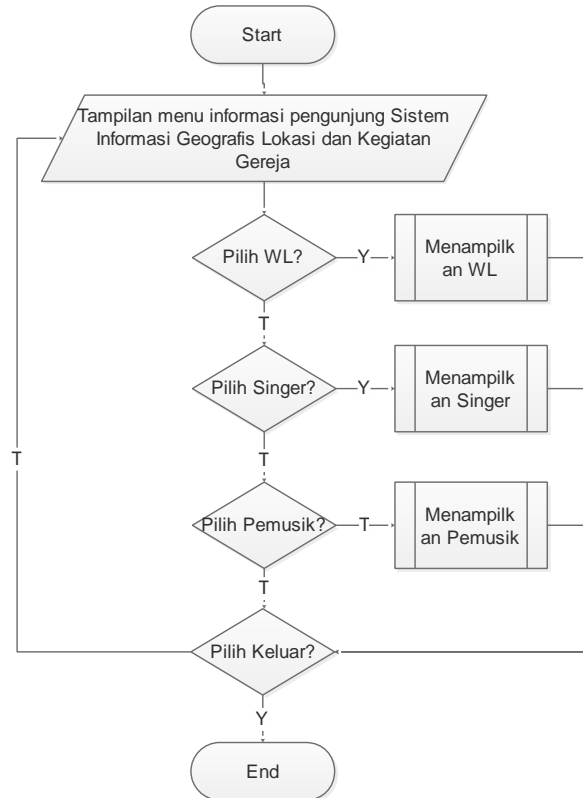 Start
Tampilan menu informasi pengunjung Sistem
Informasi Geografis Lokasi dan Kegiatan
Gereja
Pilih WL?
Y
Menampilk
an WL
T
Pilih Singer?
Y
Menampilk
an Singer
T
T
Pilih Pemusik?
T
Menampilk
an Pemusik
T
Pilih Keluar?
Y
End